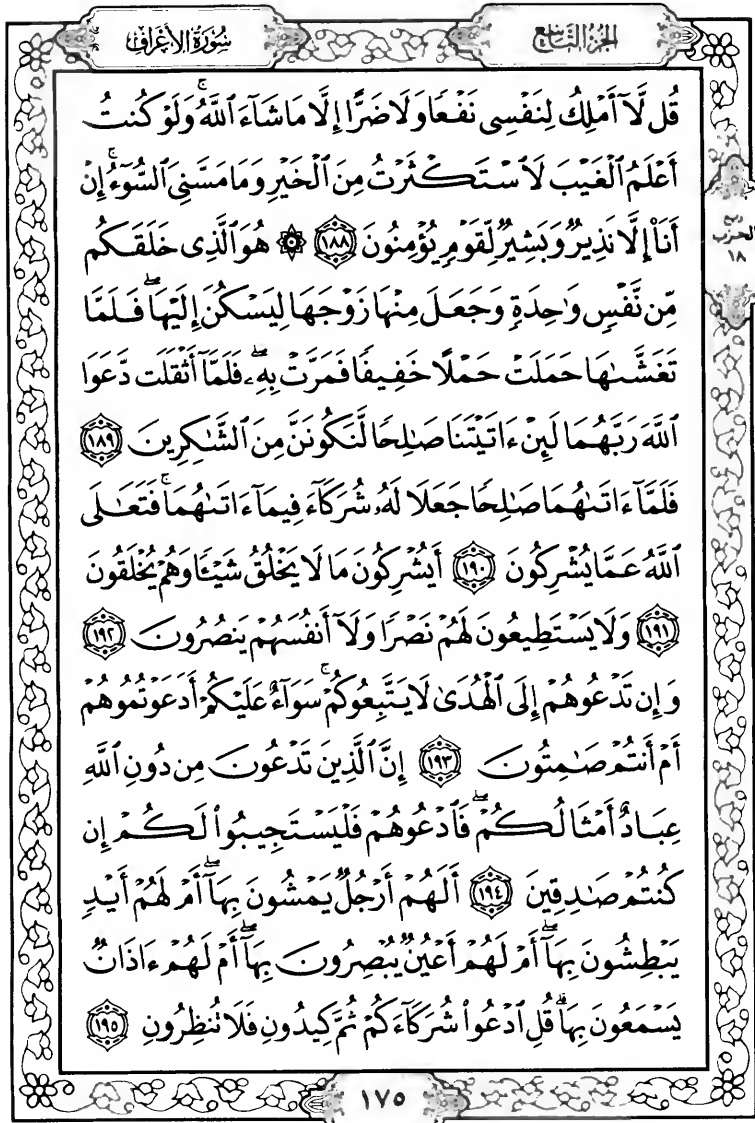 سُورَةُ الأَعْرَافِ
الجُزْءُ التَّاسِعُ
قُل لَّآ أَمْلِكُ لِنَفْسِى نَفْعًا وَلَا ضَرًّا إِلَّا مَا شَآءَ ٱللَّهُ ۚ وَلَوْ كُنتُ
أَعْلَمُ ٱلْغَيْبَ لَٱسْتَكْثَرْتُ مِنَ ٱلْخَيْرِ وَمَا مَسَّنِىَ ٱلسُّوٓءُ ۚ إِنْ
أَنَا۠ إِلَّا نَذِيرٌ وَبَشِيرٌ لِّقَوْمٍ يُؤْمِنُونَ ١٨٨ ۞ هُوَ ٱلَّذِى خَلَقَكُم
مِّن نَّفْسٍ وَٰحِدَةٍ وَجَعَلَ مِنْهَا زَوْجَهَا لِيَسْكُنَ إِلَيْهَا ۖ فَلَمَّا
تَغَشَّىٰهَا حَمَلَتْ حَمْلًا خَفِيفًا فَمَرَّتْ بِهِۦ ۖ فَلَمَّآ أَثْقَلَت دَّعَوَا
ٱللَّهَ رَبَّهُمَا لَئِنْ ءَاتَيْتَنَا صَٰلِحًا لَّنَكُونَنَّ مِنَ ٱلشَّٰكِرِينَ ١٨٩
فَلَمَّآ ءَاتَىٰهُمَا صَٰلِحًا جَعَلَا لَهُۥ شُرَكَآءَ فِيمَآ ءَاتَىٰهُمَا ۚ فَتَعَٰلَى
ٱللَّهُ عَمَّا يُشْرِكُونَ ١٩٠ أَيُشْرِكُونَ مَا لَا يَخْلُقُ شَيْـًٔا وَهُمْ يُخْلَقُونَ
١٩١ وَلَا يَسْتَطِيعُونَ لَهُمْ نَصْرًا وَلَآ أَنفُسَهُمْ يَنصُرُونَ ١٩٢
وَإِن تَدْعُوهُمْ إِلَى ٱلْهُدَىٰ لَا يَتَّبِعُوكُمْ ۚ سَوَآءٌ عَلَيْكُمْ أَدَعَوْتُمُوهُمْ
أَمْ أَنتُمْ صَٰمِتُونَ ١٩٣ إِنَّ ٱلَّذِينَ تَدْعُونَ مِن دُونِ ٱللَّهِ
عِبَادٌ أَمْثَالُكُمْ ۖ فَٱدْعُوهُمْ فَلْيَسْتَجِيبُوا۟ لَكُمْ إِن
كُنتُمْ صَٰدِقِينَ ١٩٤ أَلَهُمْ أَرْجُلٌ يَمْشُونَ بِهَآ ۖ أَمْ لَهُمْ أَيْدٍ
يَبْطِشُونَ بِهَآ ۖ أَمْ لَهُمْ أَعْيُنٌ يُبْصِرُونَ بِهَآ ۖ أَمْ لَهُمْ ءَاذَانٌ
يَسْمَعُونَ بِهَا ۗ قُلِ ٱدْعُوا۟ شُرَكَآءَكُمْ ثُمَّ كِيدُونِ فَلَا تُنظِرُونِ ١٩٥
الحزب
١٨
١٧٥